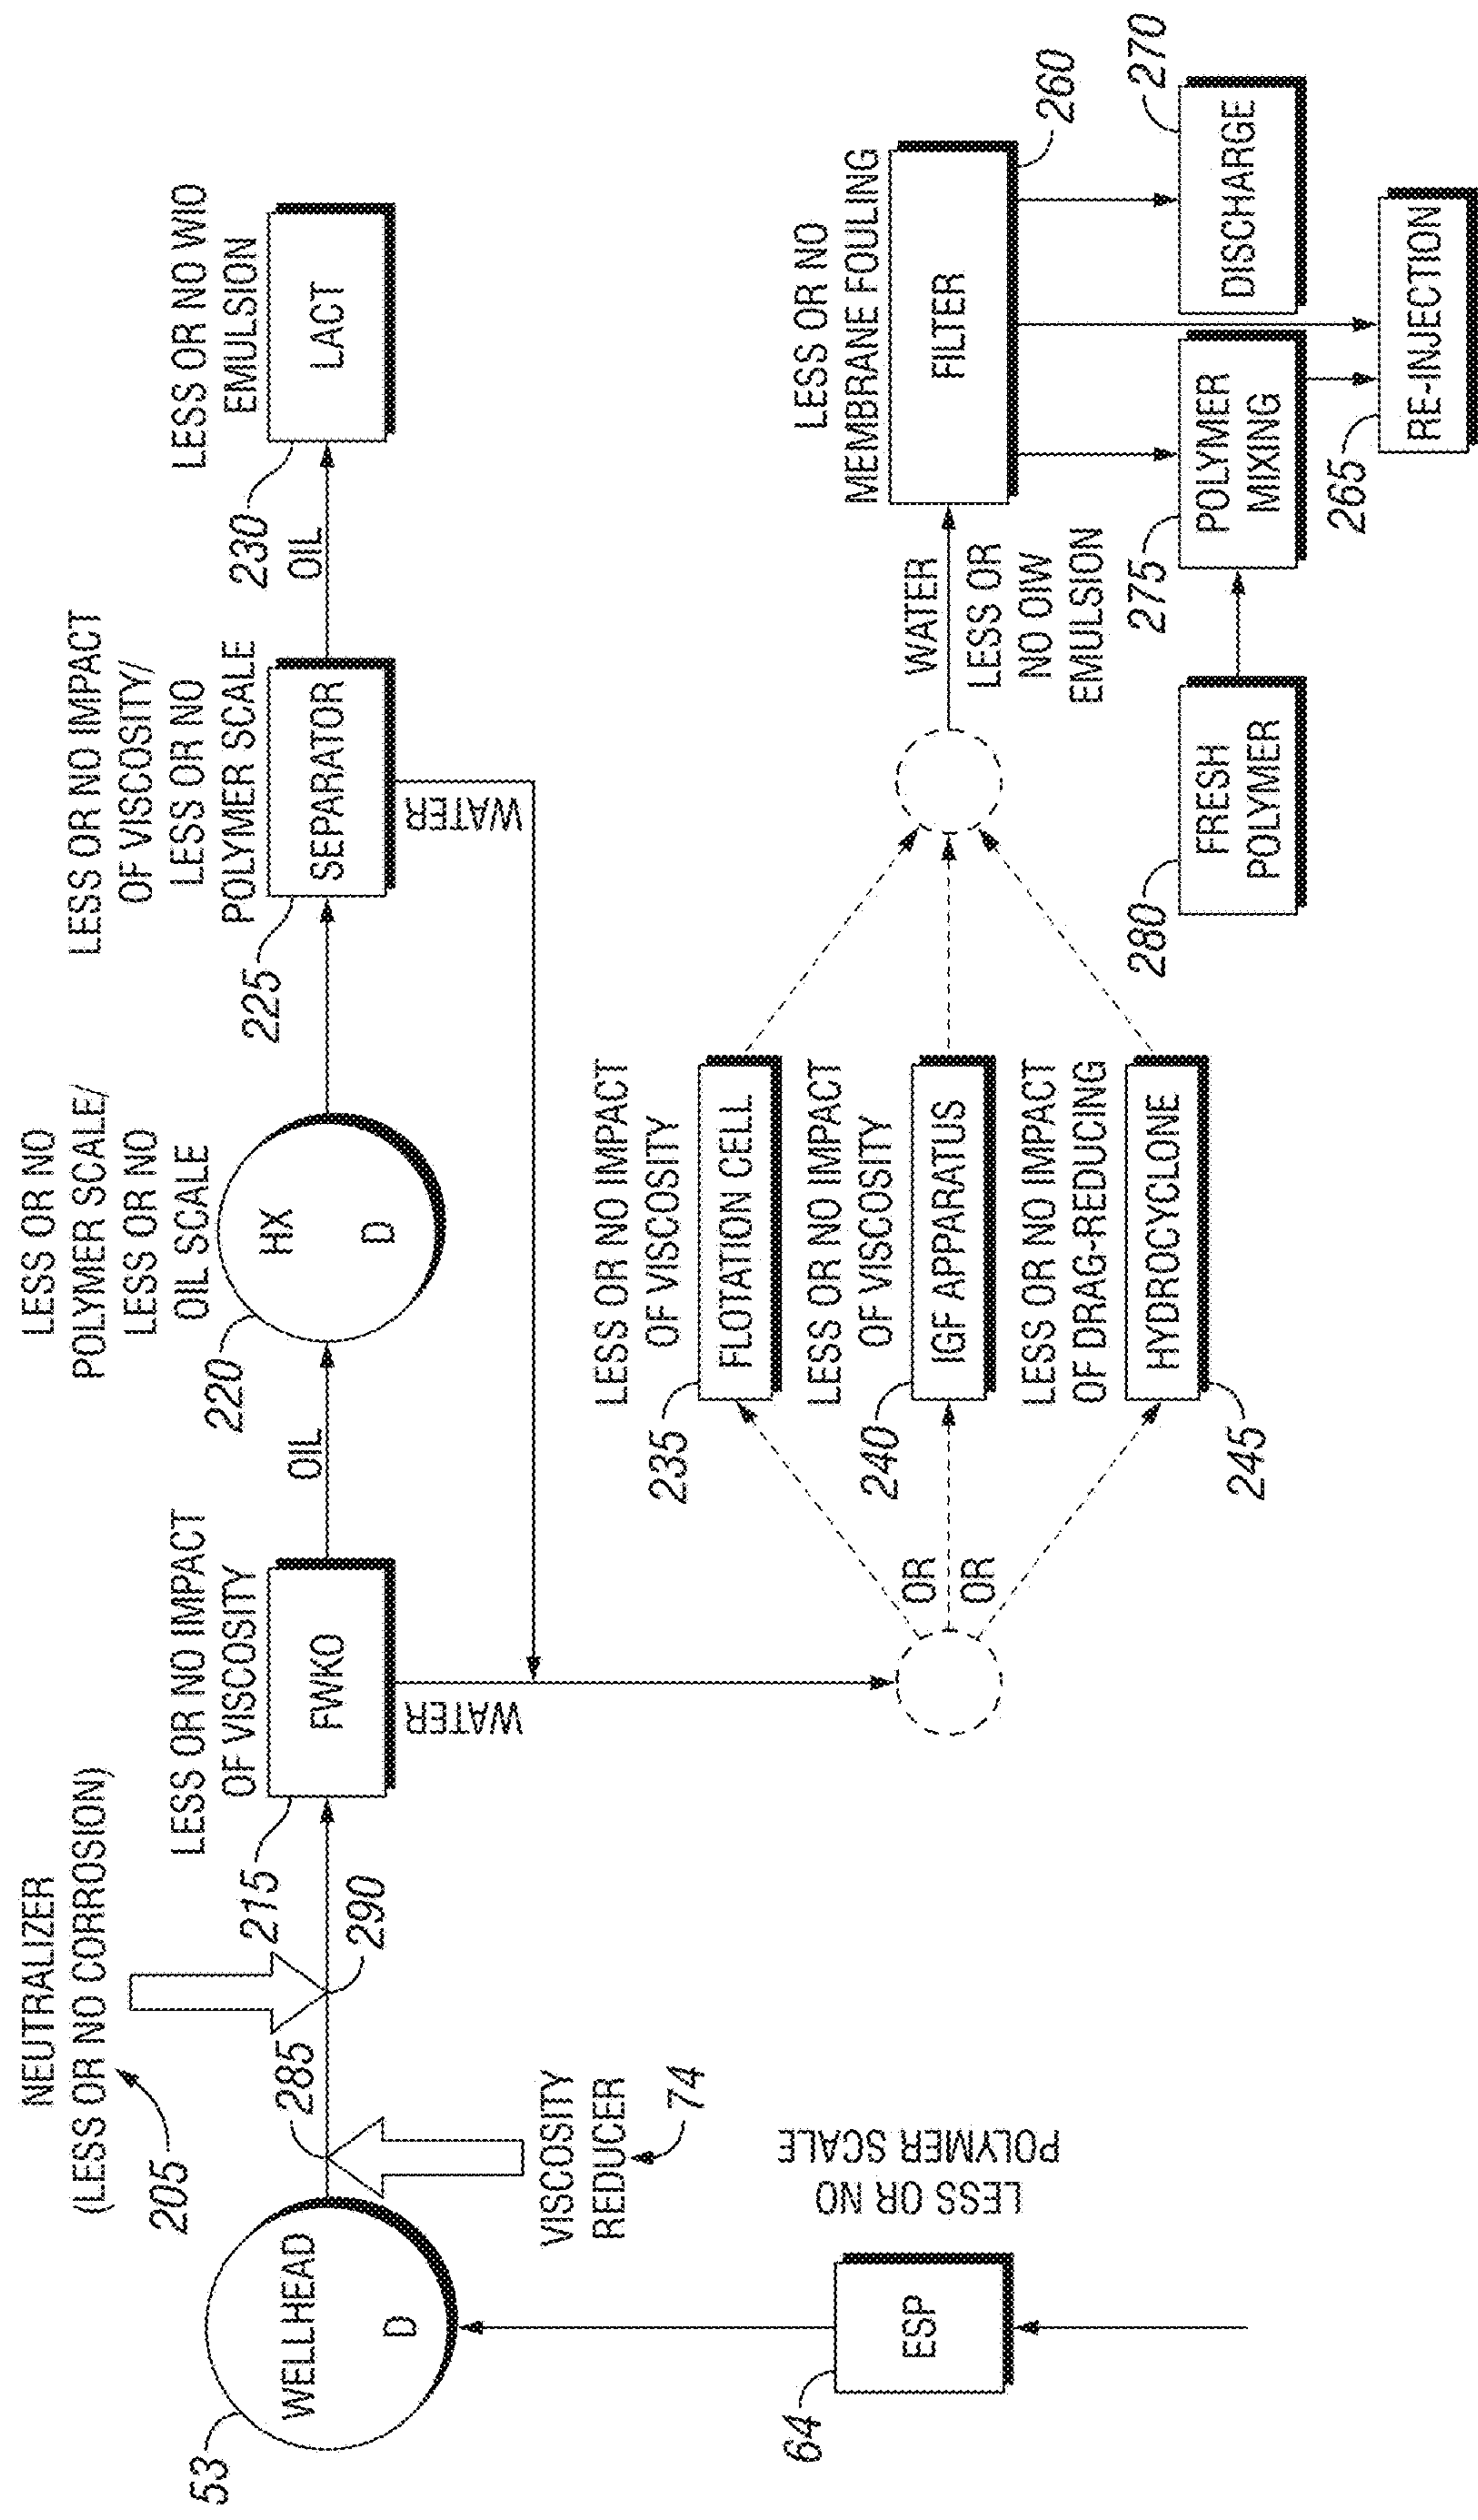 NEUTRALIZER
(LESS OR NO CORROSION)
205
LESS OR NO
POLYMER SCALE/
LESS OR NO
OIL SCALE
LESS OR NO IMPACT
OF VISCOSITY/
LESS OR NO
POLYMER SCALE
LESS OR NO WIO
EMULSION
LESS OR NO IMPACT
OF VISCOSITY
53
WELLHEAD
D
285
290
215
FWKO
OIL
220
HX
D
225
SEPARATOR
OIL
230
LACT
WATER
WATER
VISCOSITY
REDUCER
74
64
ESP
LESS OR NO
POLYMER SCALE
OR
OR
LESS OR NO IMPACT
OF VISCOSITY
235
FLOTATION CELL
LESS OR NO IMPACT
OF VISCOSITY
240
IGF APPARATUS
LESS OR NO IMPACT
OF DRAG-REDUCING
HYDROCYCLONE
245
WATER
LESS OR
NO OIW
EMULSION
LESS OR NO
MEMBRANE FOULING
FILTER
260
280
FRESH
POLYMER
275
POLYMER
MIXING
270
DISCHARGE
265
RE-INJECTION